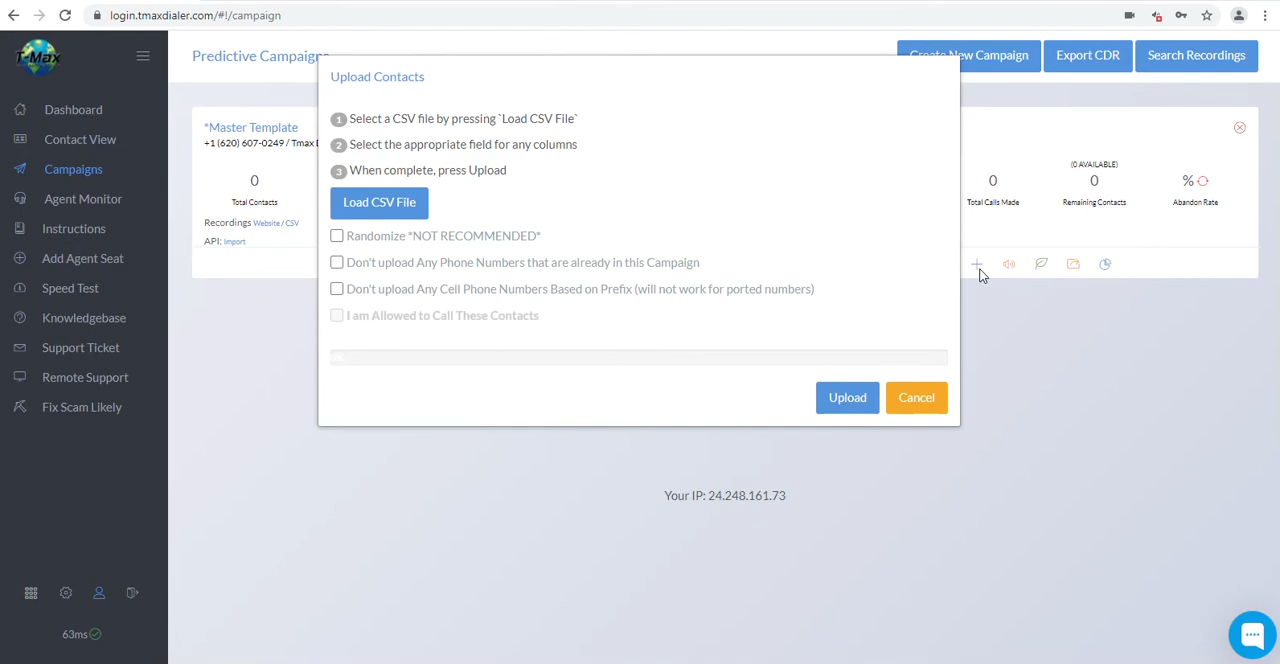 login.tmaxdialer.com/#!/campaign
T-Max
Predictive Campaigns
Create New Campaign
Export CDR
Search Recordings
Dashboard
Contact View
Campaigns
Agent Monitor
Instructions
Add Agent Seat
Speed Test
Knowledgebase
Support Ticket
Remote Support
Fix Scam Likely
63ms
*Master Template
+1 (620) 607-0249 / Tmax D
0
Total Contacts
Recordings Website / CSV
API: Import
Upload Contacts
1 Select a CSV file by pressing `Load CSV File`
2 Select the appropriate field for any columns
3 When complete, press Upload
Load CSV File
Randomize *NOT RECOMMENDED*
Don't upload Any Phone Numbers that are already in this Campaign
Don't upload Any Cell Phone Numbers Based on Prefix (will not work for ported numbers)
I am Allowed to Call These Contacts
Upload
Cancel
0
Total Calls Made
(0 AVAILABLE)
0
Remaining Contacts
%
Abandon Rate
Your IP: 24.248.161.73